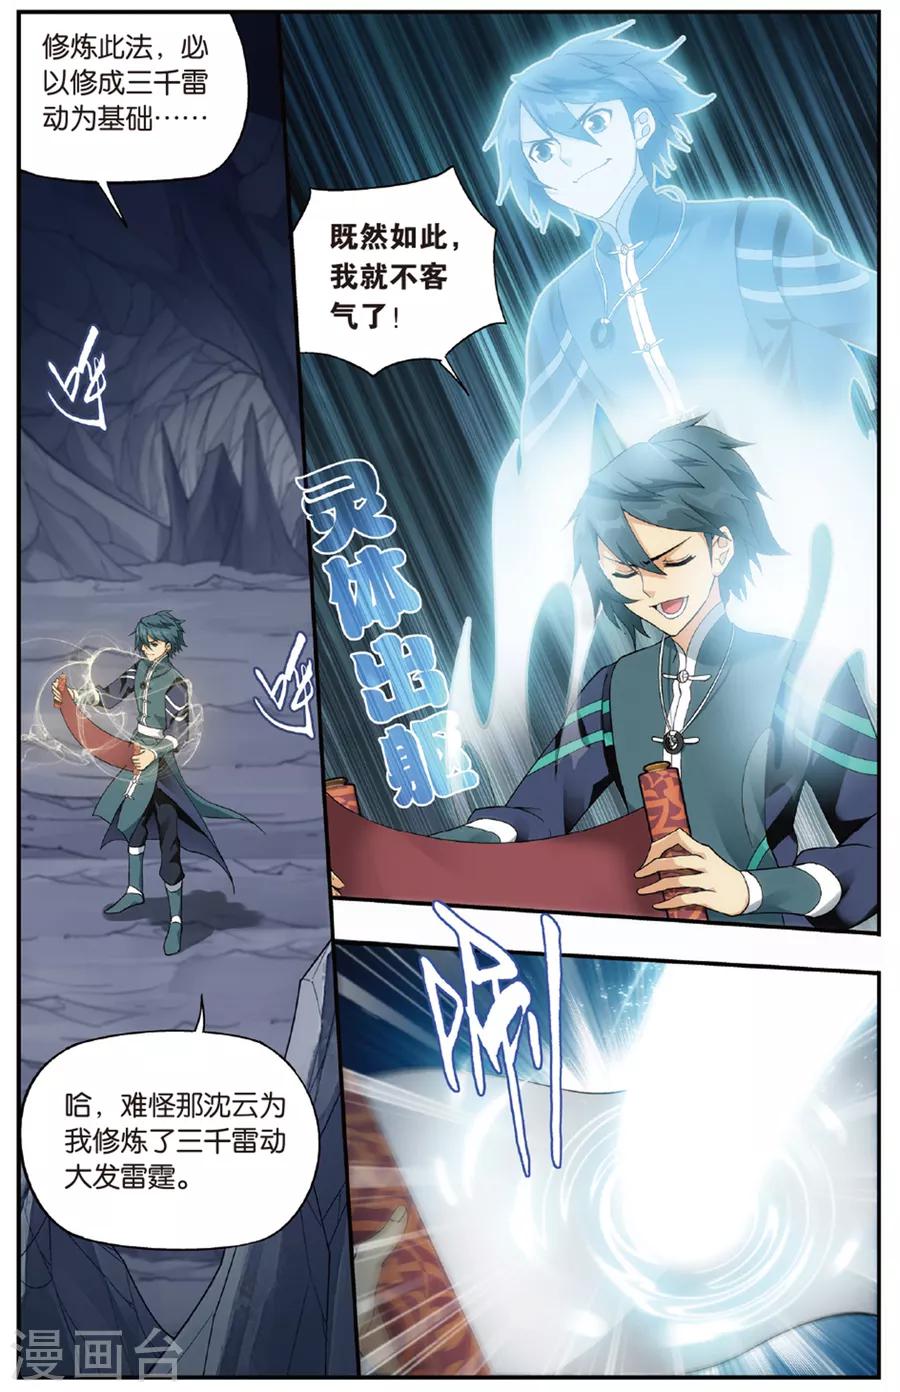 修炼此法，必
以修成三千雷
动为基础……
既然如此，
我就不客
气了！
呼
灵体出躯
呼
唰
哈，难怪那沈云为
我修炼了三千雷动
大发雷霆。
漫画台